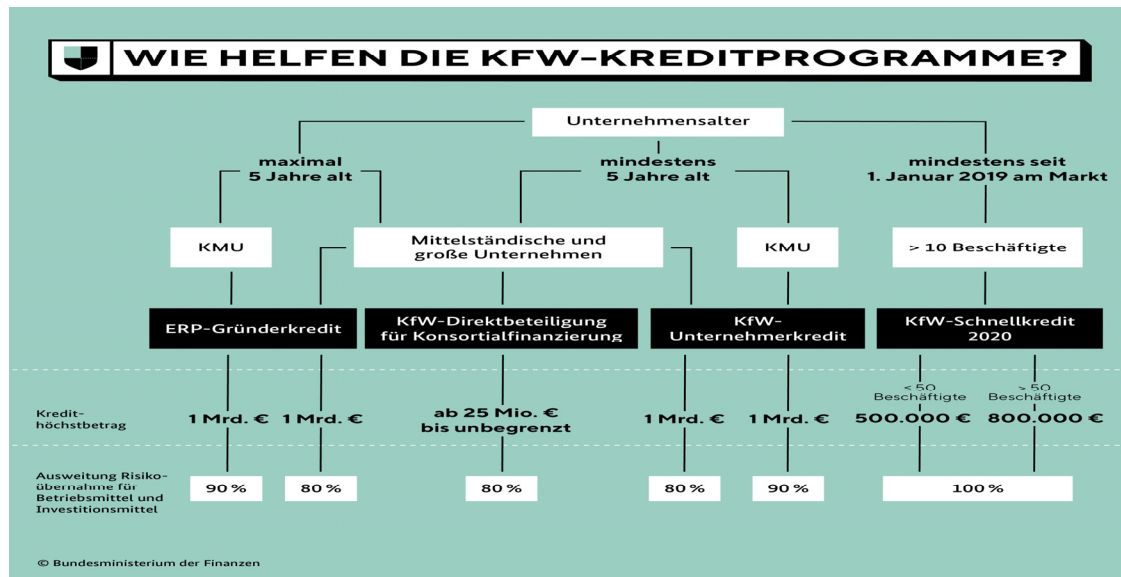 WIE HELFEN DIE KFW-KREDITPROGRAMME?
Unternehmensalter
maximal
5 Jahre alt
mindestens
5 Jahre alt
mindestens seit
1. Januar 2019 am Markt
KMU
Mittelständische und
große Unternehmen
KMU
> 10 Beschäftigte
ERP-Gründerkredit
KfW-Direktbeteiligung
für Konsortialfinanzierung
KfW-
Unternehmerkredit
KfW-Schnellkredit
2020
< 50
Beschäftigte
> 50
Beschäftigte
Kredit-
höchstbetrag
1 Mrd. €
1 Mrd. €
ab 25 Mio. €
bis unbegrenzt
1 Mrd. €
1 Mrd. €
500.000 €
800.000 €
Ausweitung Risiko-
übernahme für
Betriebsmittel und
Investitionsmittel
90 %
80 %
80 %
80 %
90 %
100 %
© Bundesministerium der Finanzen